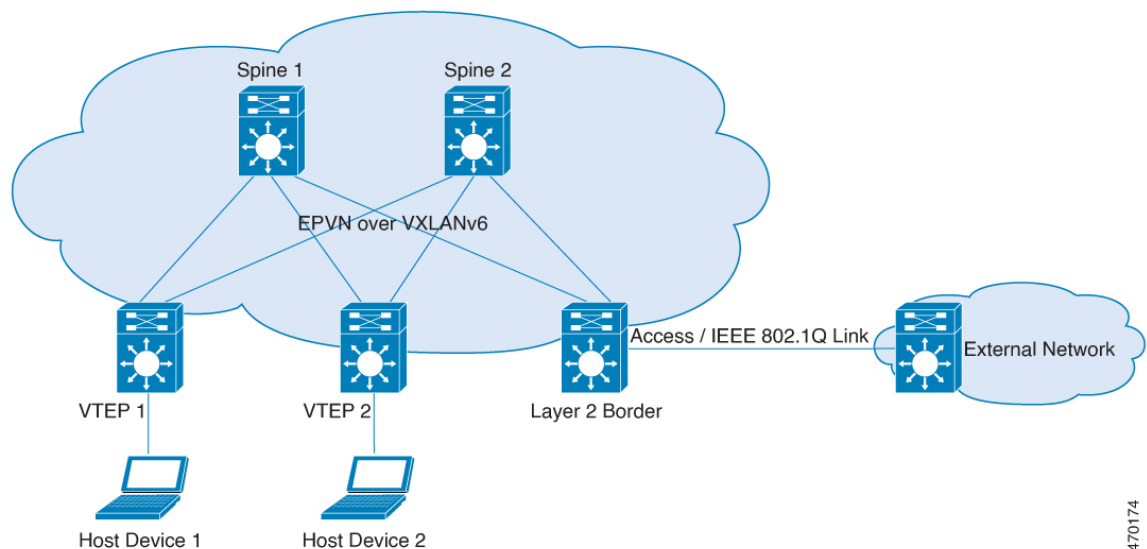 Spine 1
Spine 2
EPVN over VXLANv6
Access / IEEE 802.1Q Link
External Network
VTEP 1
VTEP 2
Layer 2 Border
Host Device 1
Host Device 2
470174